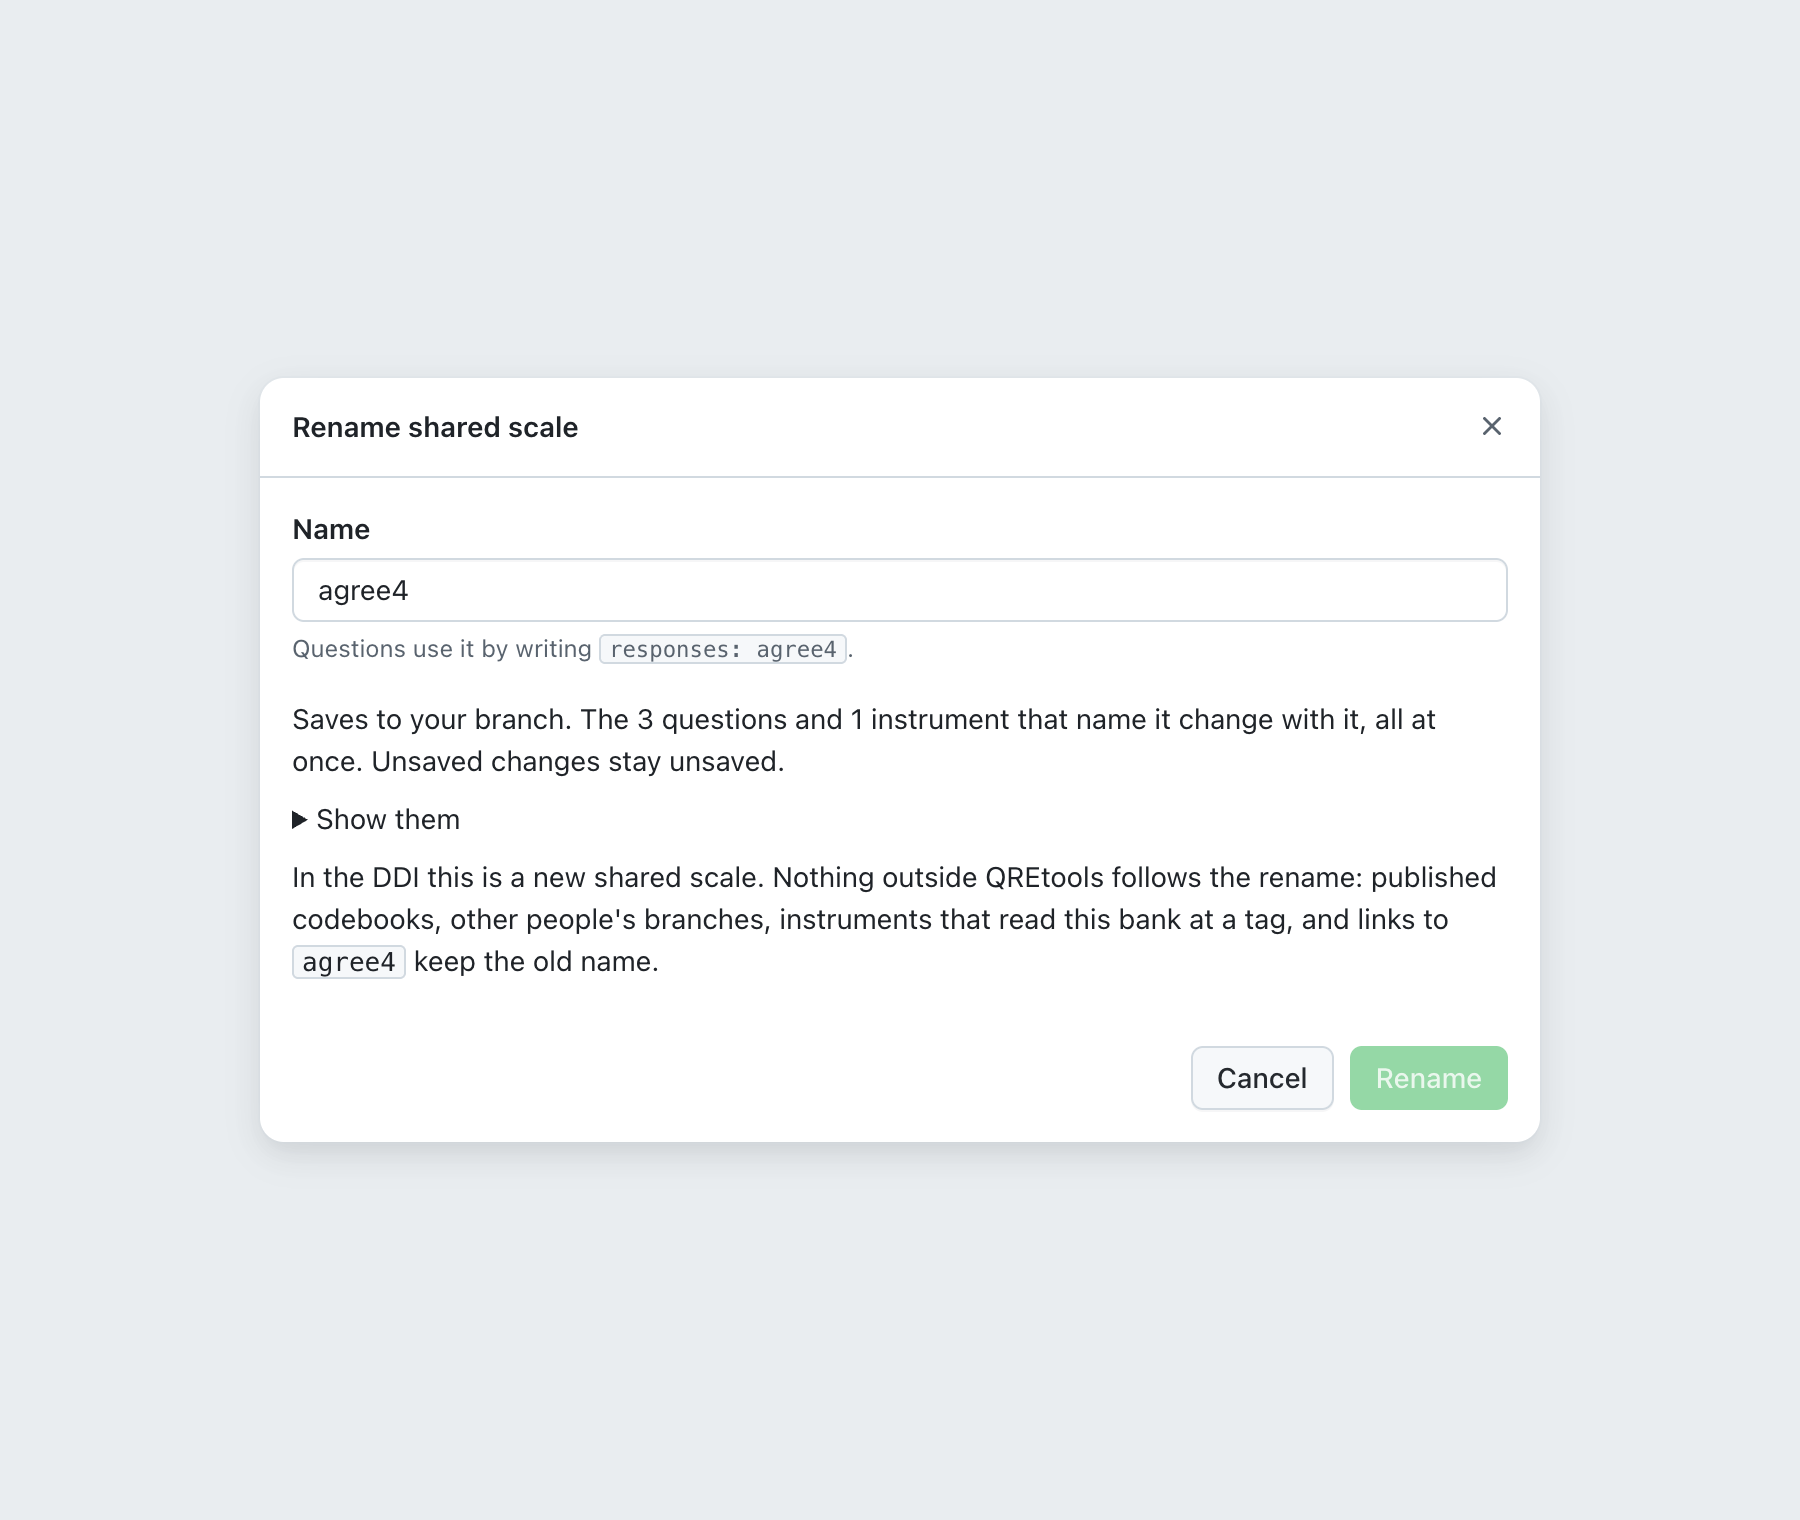 Rename shared scale
Name
agree4
Questions use it by writing responses: agree4.
Saves to your branch. The 3 questions and 1 instrument that name it change with it, all at
once. Unsaved changes stay unsaved.
Show them
In the DDI this is a new shared scale. Nothing outside QREtools follows the rename: published
codebooks, other people's branches, instruments that read this bank at a tag, and links to
agree4 keep the old name.
Cancel
Rename